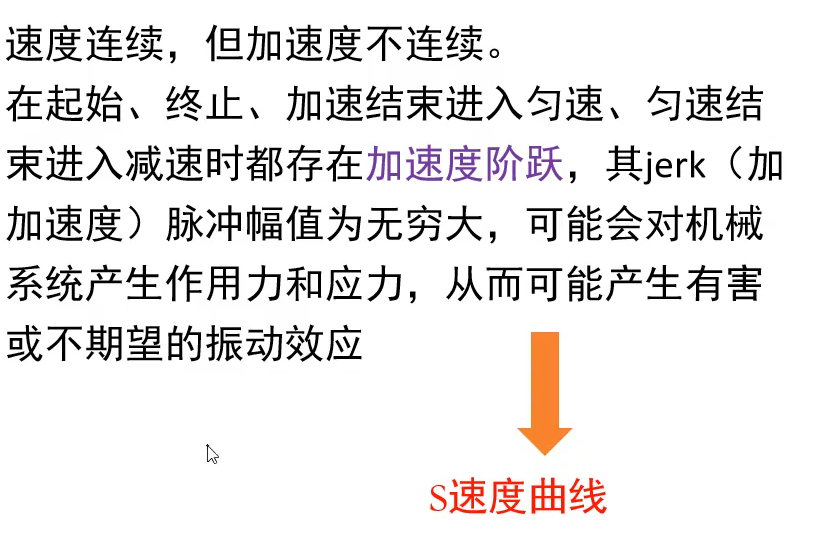 速度连续，但加速度不连续。
在起始、终止、加速结束进入匀速、匀速结
束进入减速时都存在加速度阶跃，其jerk（加
加速度）脉冲幅值为无穷大，可能会对机械
系统产生作用力和应力，从而可能产生有害
或不期望的振动效应
S速度曲线